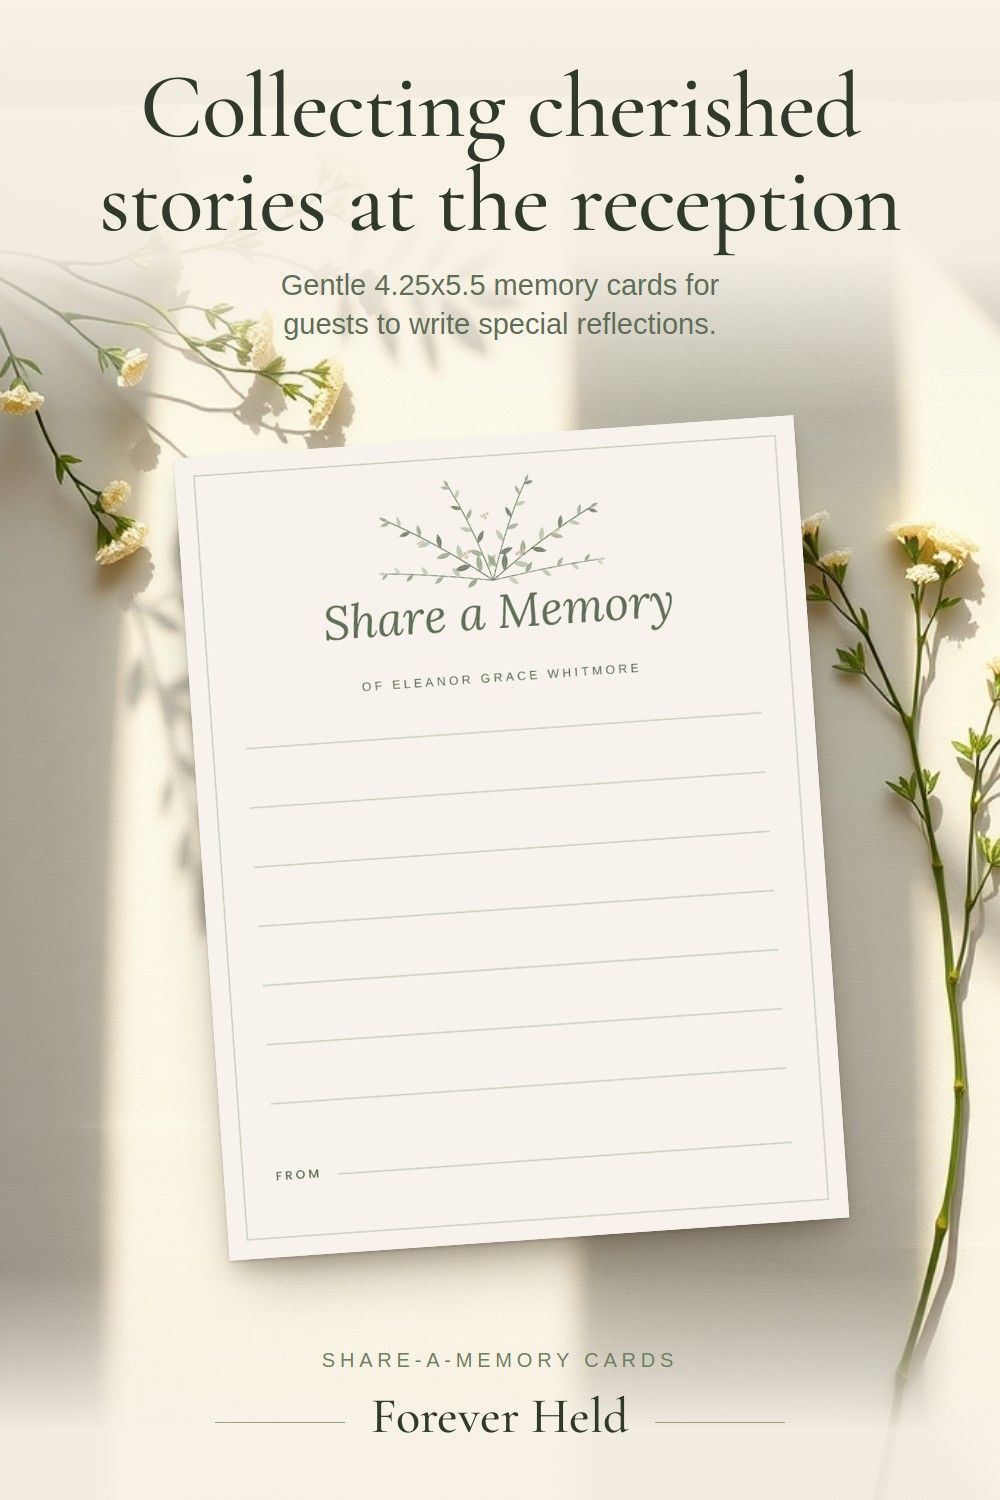 Collecting cherished
stories at the reception
Gentle 4.25x5.5 memory cards for
guests to write special reflections.
Share a Memory
OF ELEANOR GRACE WHITMORE
FROM
SHARE-A-MEMORY CARDS
Forever Held